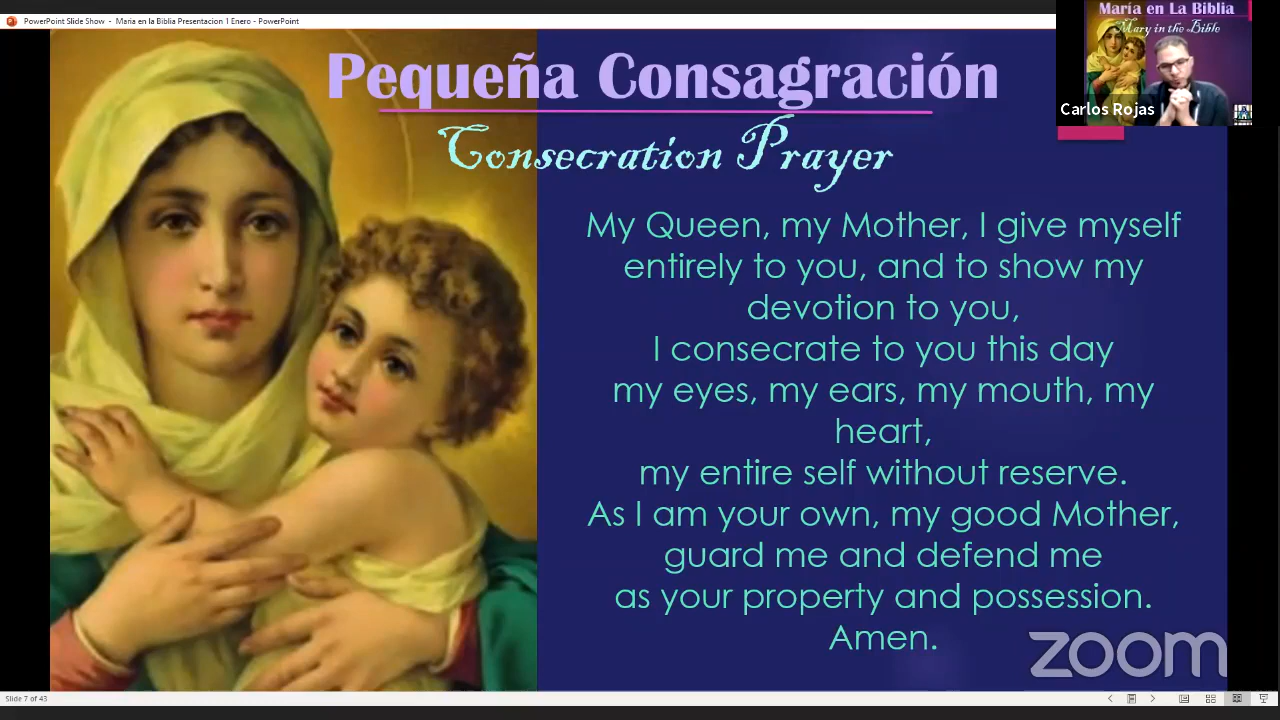 PowerPoint Slide Show - Maria en la Biblia Presentacion 1 Enero - PowerPoint
María en La Biblia
Mary in the Bible
Carlos Rojas
Pequeña Consagración
Consecration Prayer
My Queen, my Mother, I give myself
entirely to you, and to show my
devotion to you,
I consecrate to you this day
my eyes, my ears, my mouth, my
heart,
my entire self without reserve.
As I am your own, my good Mother,
guard me and defend me
as your property and possession.
Amen.
zoom
Slide 7 of 43